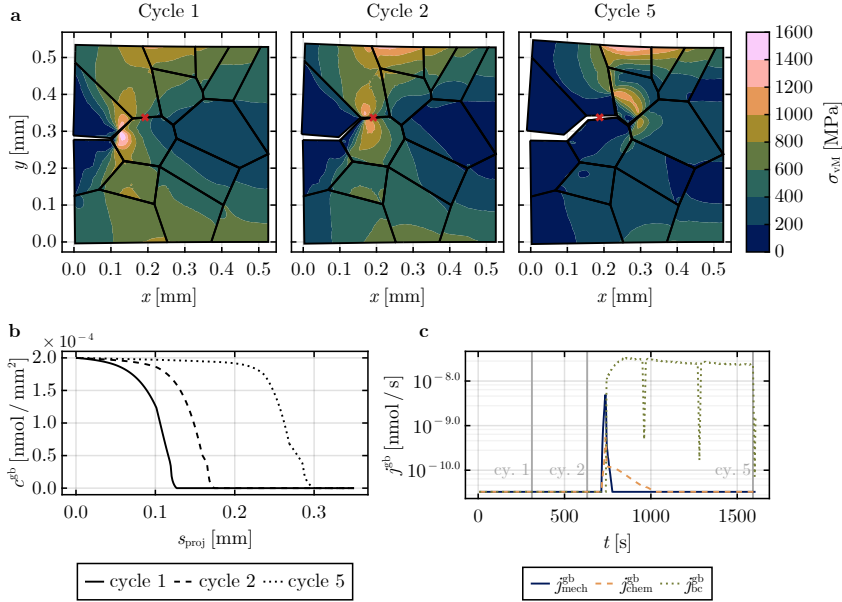 a
Cycle 1
Cycle 2
Cycle 5
y [mm]
0.5
0.4
0.3
0.2
0.1
0.0
0.0 0.1 0.2 0.3 0.4 0.5
0.0 0.1 0.2 0.3 0.4 0.5
0.0 0.1 0.2 0.3 0.4 0.5
x [mm]
x [mm]
x [mm]
1600
1400
1200
1000
800
600
400
200
0
σvM [MPa]
b
× 10⁻⁴
c^gb [nmol / mm²]
2.0
1.5
1.0
0.5
0.0
0.0 0.1 0.2 0.3
s_proj [mm]
cycle 1
cycle 2
cycle 5
c
j^gb [nmol / s]
10^−8.0
10^−9.0
10^−10.0
cy. 1
cy. 2
cy. 5
0 500 1000 1500
t [s]
j^gb_mech
j^gb_chem
j^gb_bc